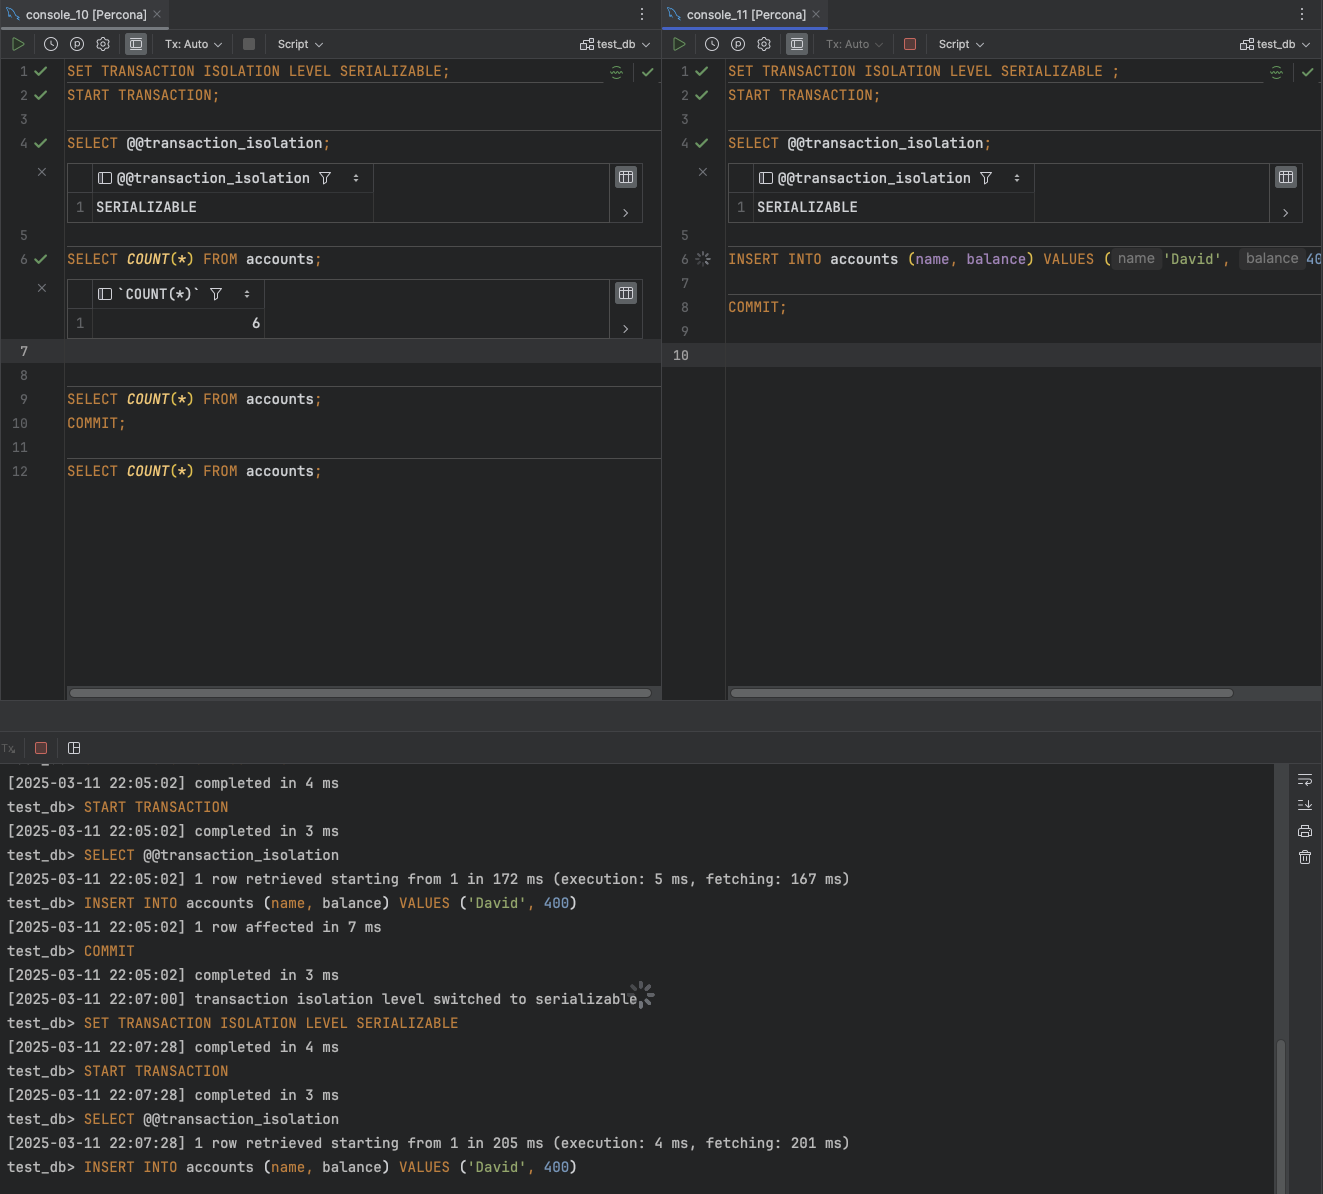 console_10 [Percona]
Tx: Auto
Script
test_db
1 SET TRANSACTION ISOLATION LEVEL SERIALIZABLE;
2 START TRANSACTION;
3
4 SELECT @@transaction_isolation;
@@transaction_isolation
1 SERIALIZABLE
5
6 SELECT COUNT(*) FROM accounts;
`COUNT(*)`
1 6
7
8
9 SELECT COUNT(*) FROM accounts;
10 COMMIT;
11
12 SELECT COUNT(*) FROM accounts;
console_11 [Percona]
Tx: Auto
Script
test_db
1 SET TRANSACTION ISOLATION LEVEL SERIALIZABLE ;
2 START TRANSACTION;
3
4 SELECT @@transaction_isolation;
@@transaction_isolation
1 SERIALIZABLE
5
6 INSERT INTO accounts (name, balance) VALUES ( name 'David', balance 40
7
8 COMMIT;
9
10
Tx
[2025-03-11 22:05:02] completed in 4 ms
test_db> START TRANSACTION
[2025-03-11 22:05:02] completed in 3 ms
test_db> SELECT @@transaction_isolation
[2025-03-11 22:05:02] 1 row retrieved starting from 1 in 172 ms (execution: 5 ms, fetching: 167 ms)
test_db> INSERT INTO accounts (name, balance) VALUES ('David', 400)
[2025-03-11 22:05:02] 1 row affected in 7 ms
test_db> COMMIT
[2025-03-11 22:05:02] completed in 3 ms
[2025-03-11 22:07:00] transaction isolation level switched to serializable
test_db> SET TRANSACTION ISOLATION LEVEL SERIALIZABLE
[2025-03-11 22:07:28] completed in 4 ms
test_db> START TRANSACTION
[2025-03-11 22:07:28] completed in 3 ms
test_db> SELECT @@transaction_isolation
[2025-03-11 22:07:28] 1 row retrieved starting from 1 in 205 ms (execution: 4 ms, fetching: 201 ms)
test_db> INSERT INTO accounts (name, balance) VALUES ('David', 400)